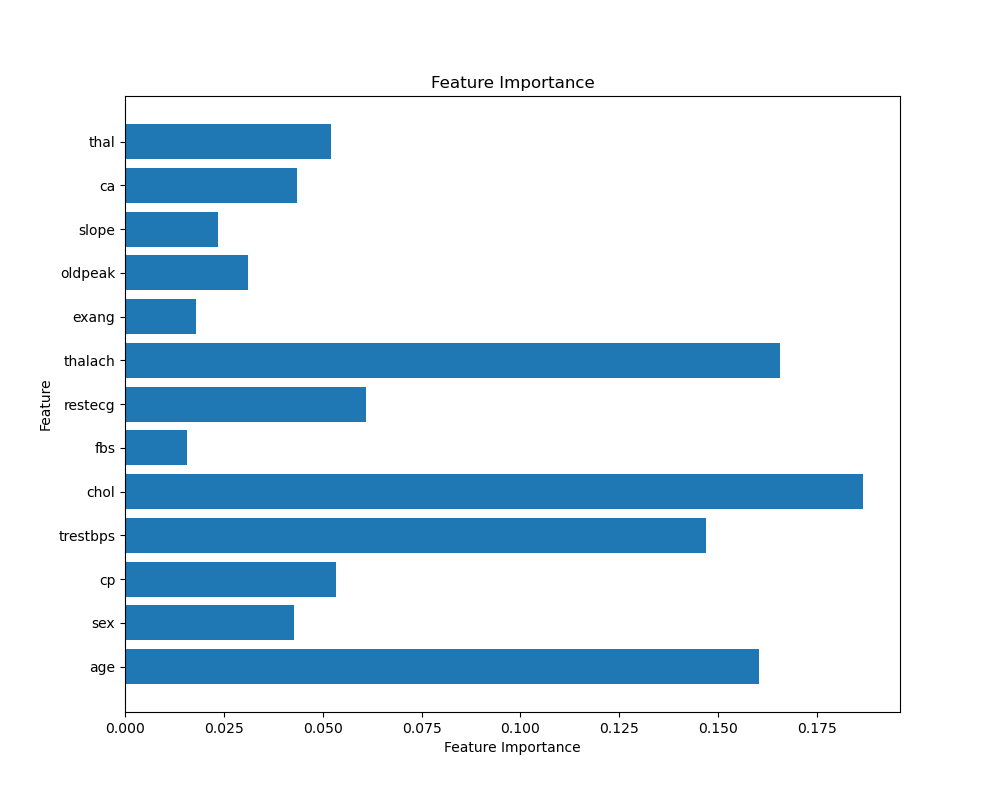 Feature Importance
Feature
thal
ca
slope
oldpeak
exang
thalach
restecg
fbs
chol
trestbps
cp
sex
age
0.000 0.025 0.050 0.075 0.100 0.125 0.150 0.175
Feature Importance